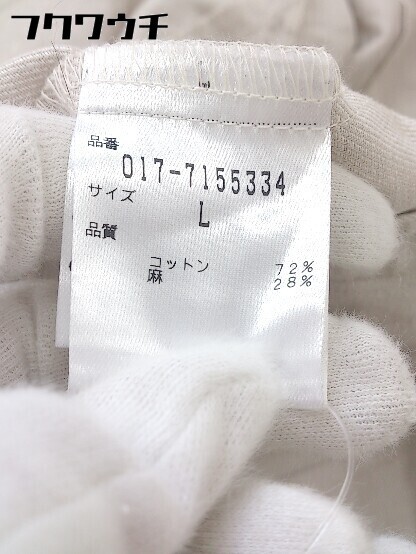 フクワウチ
品番
017-7155334
サイズ
L
品質
コットン 72%
麻 28%